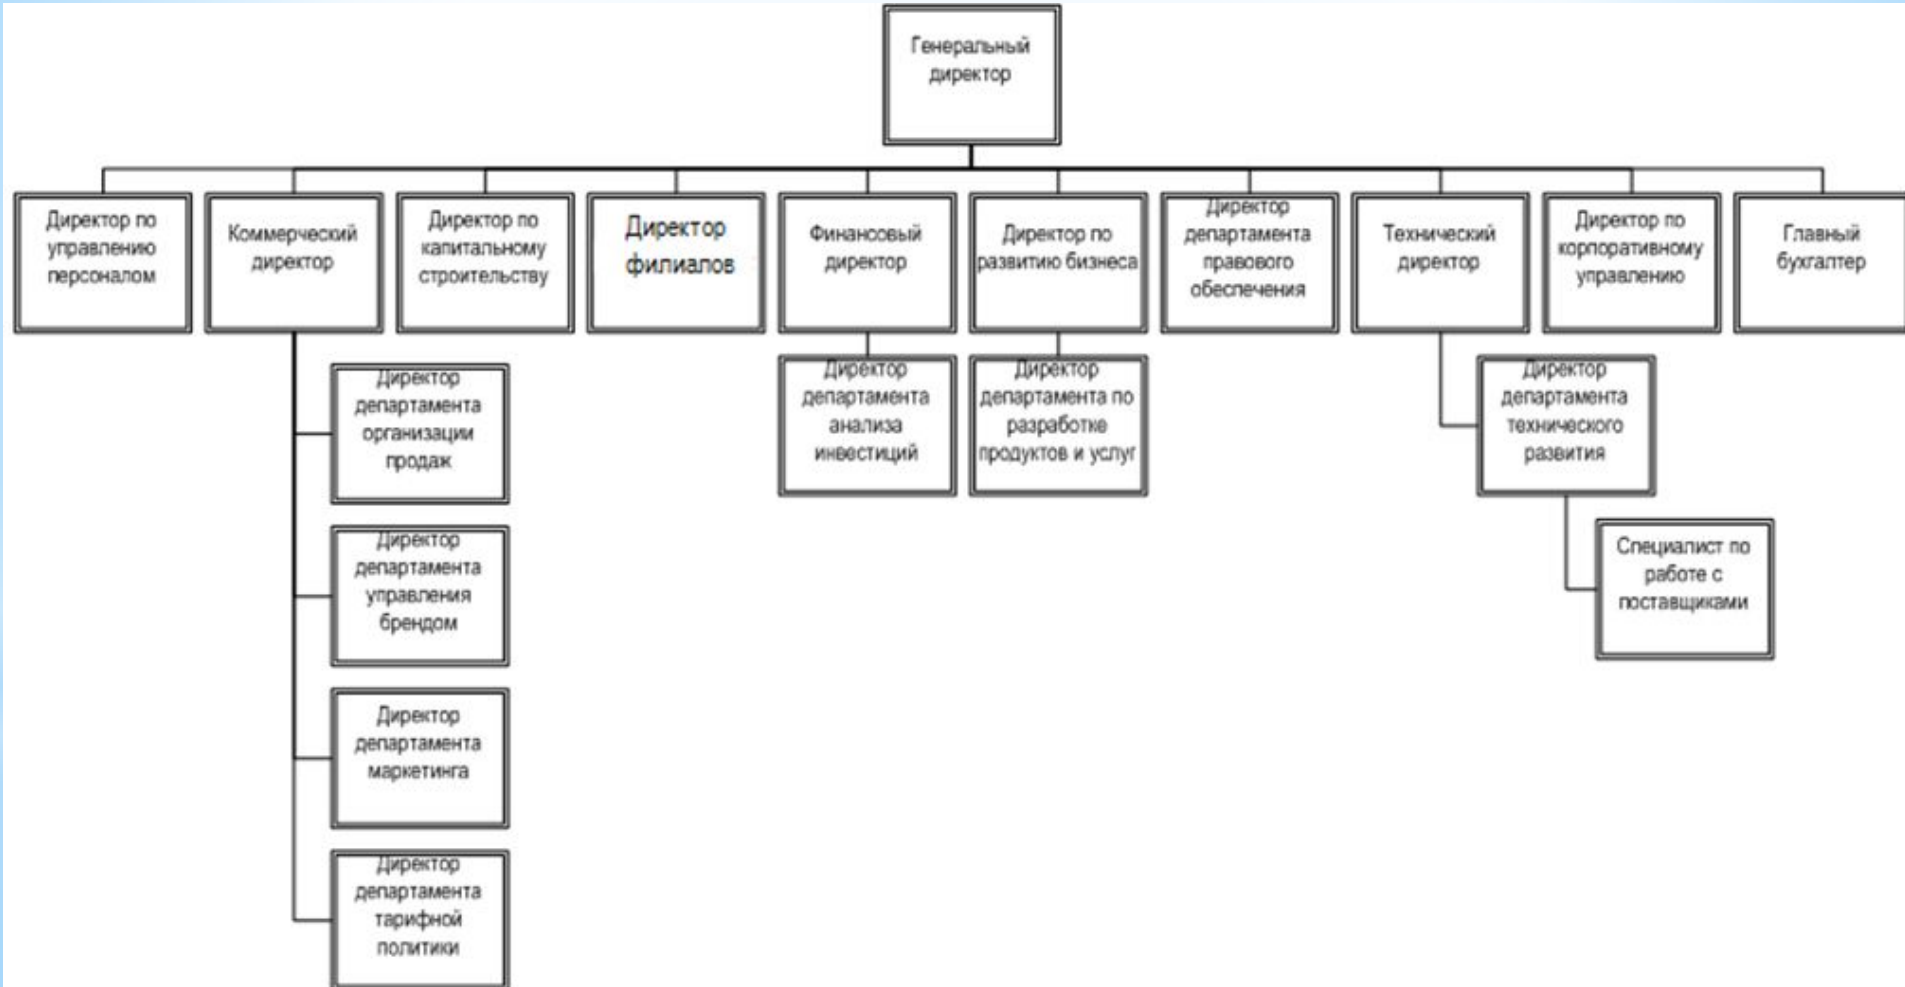 Генеральный
директор
Директор по
управлению
персоналом
Коммерческий
директор
Директор по
капитальному
строительству
Директор
филиалов
Финансовый
директор
Директор по
развитию бизнеса
Директор
департамента
правового
обеспечения
Технический
директор
Директор по
корпоративному
управлению
Главный
бухгалтер
Директор
департамента
организации
продаж
Директор
департамента
управления
брендом
Директор
департамента
маркетинга
Директор
департамента
тарифной
политики
Директор
департамента
анализа
инвестиций
Директор
департамента по
разработке
продуктов и услуг
Директор
департамента
технического
развития
Специалист по
работе с
поставщиками